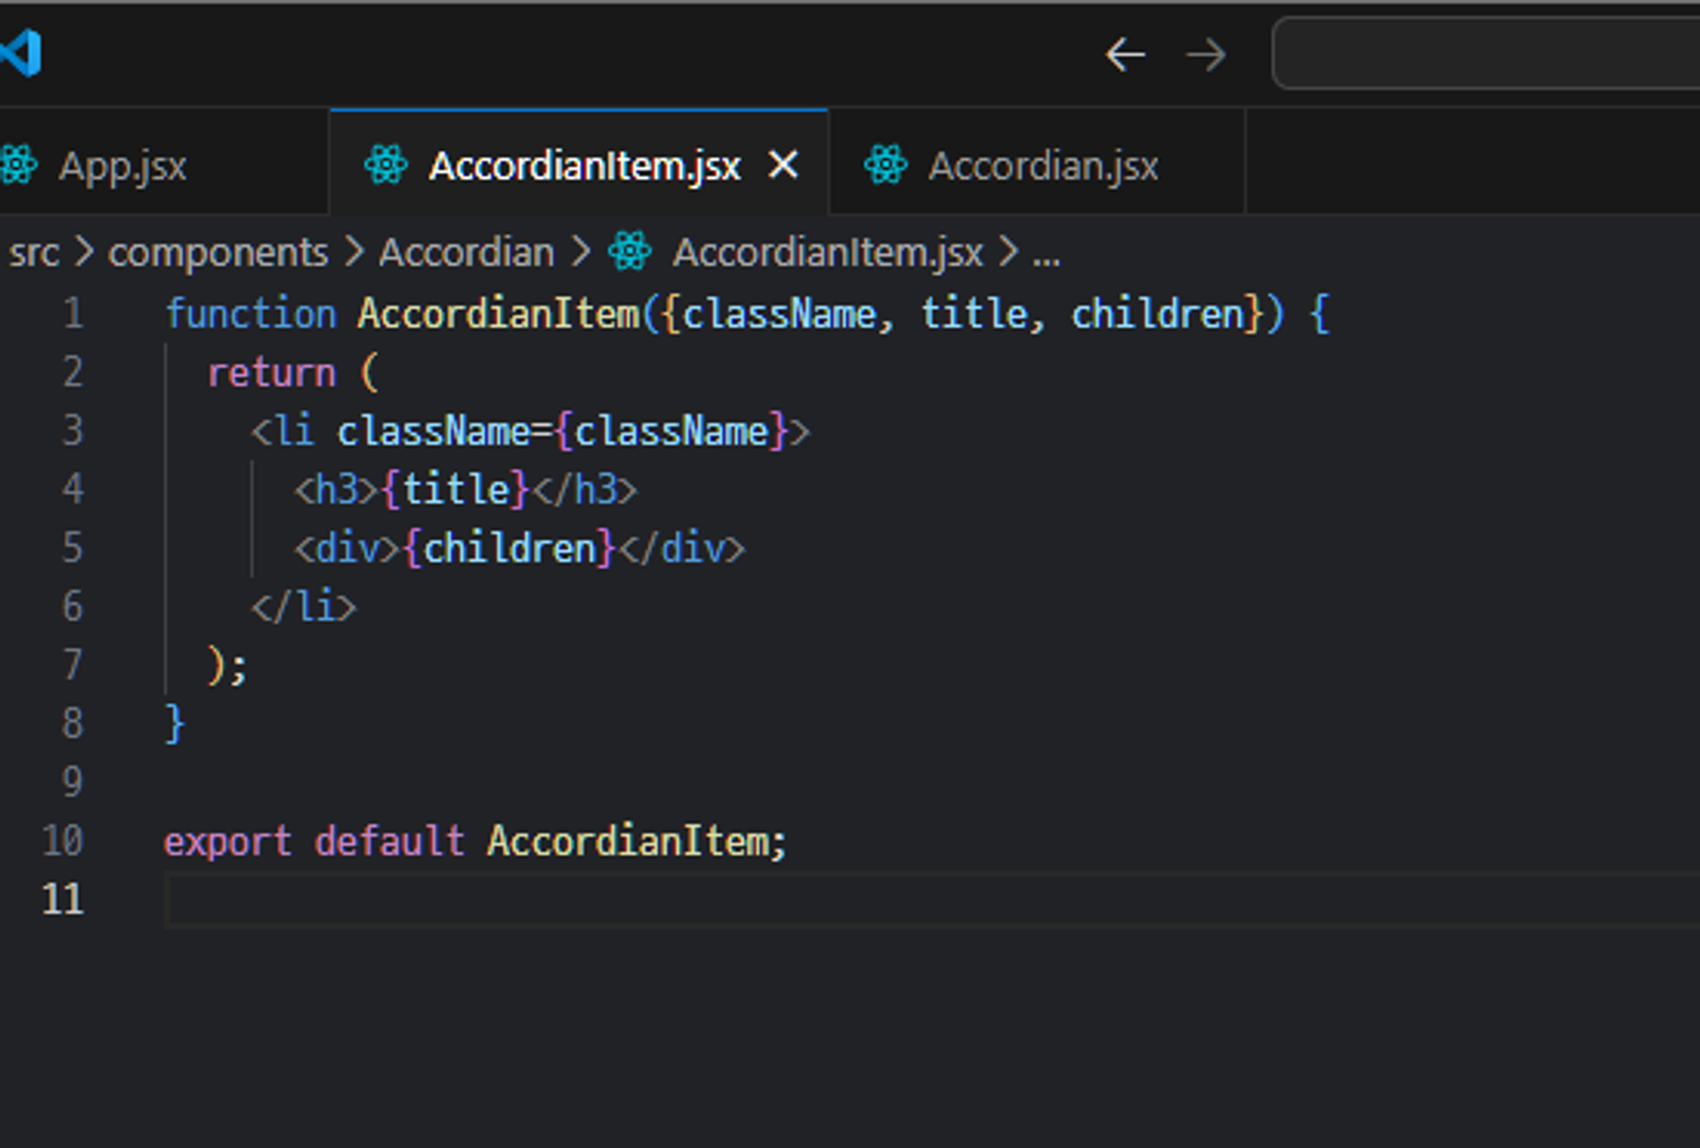 App.jsx AccordianItem.jsx Accordian.jsx
src > components > Accordian > AccordianItem.jsx > ...
1 function AccordianItem({className, title, children}) {
2 return (
3 <li className={className}>
4 <h3>{title}</h3>
5 <div>{children}</div>
6 </li>
7 );
8 }
9
10 export default AccordianItem;
11